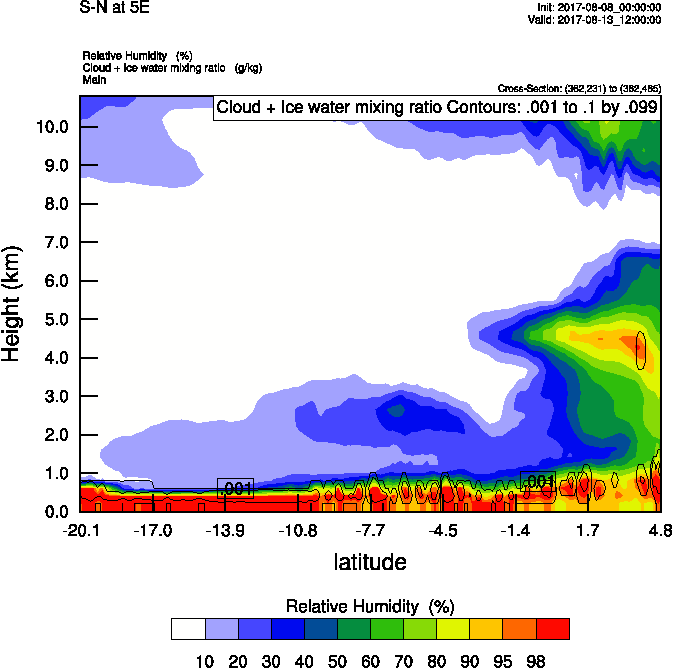 S-N at 5E
Init: 2017-08-08_00:00:00
Valid: 2017-08-13_12:00:00
Relative Humidity (%)
Cloud + Ice water mixing ratio (g/kg)
Main
Cross-Section: (362,231) to (362,485)
Cloud + Ice water mixing ratio Contours: .001 to .1 by .099
10.0
9.0
8.0
7.0
6.0
5.0
4.0
3.0
2.0
1.0
0.0
Height (km)
.001
.001
-20.1 -17.0 -13.9 -10.8 -7.7 -4.5 -1.4 1.7 4.8
latitude
Relative Humidity (%)
10 20 30 40 50 60 70 80 90 95 98